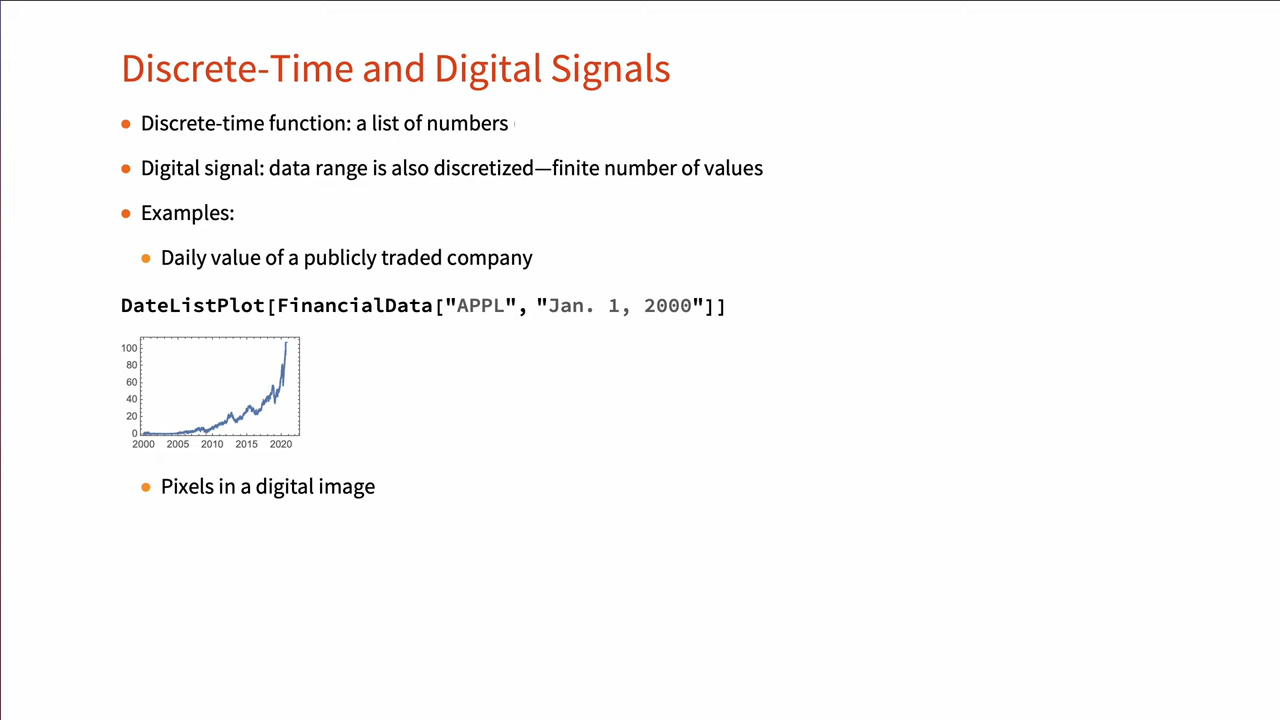 Discrete-Time and Digital Signals
Discrete-time function: a list of numbers
Digital signal: data range is also discretized—finite number of values
Examples:
Daily value of a publicly traded company
DateListPlot[FinancialData["APPL", "Jan. 1, 2000"]]
100
80
60
40
20
0
2000 2005 2010 2015 2020
Pixels in a digital image